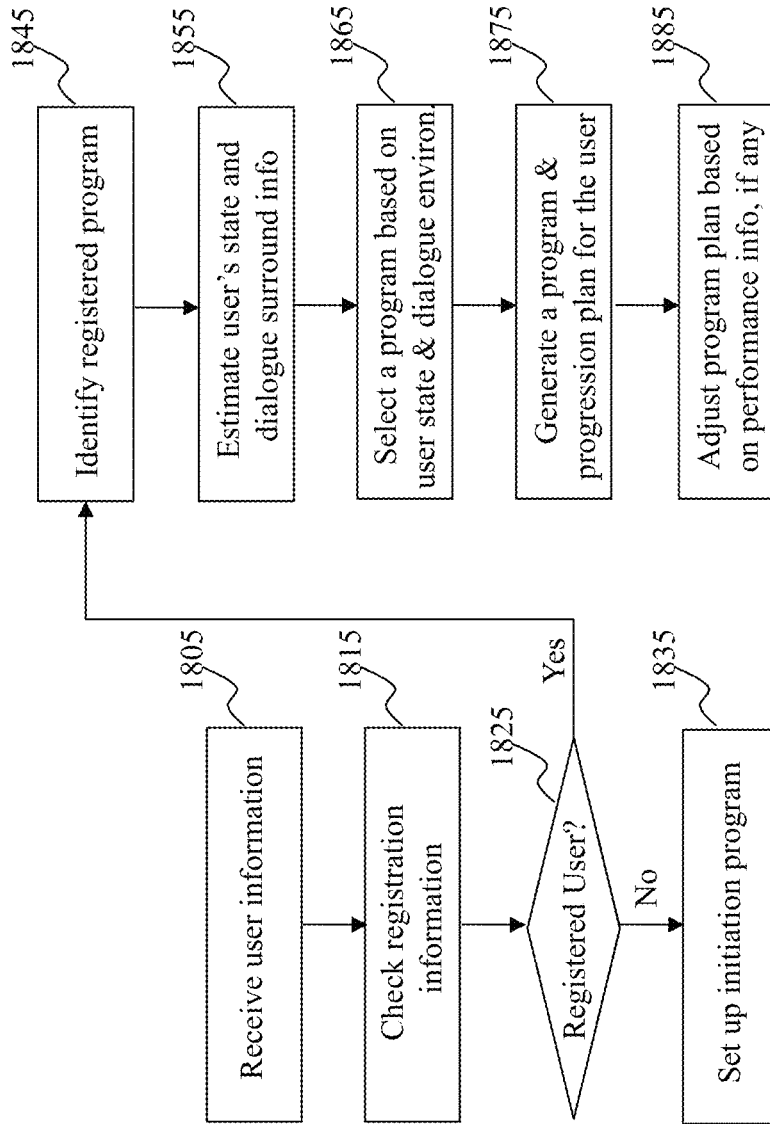 1805
Receive user information
1815
Check registration
information
1825
Registered User?
Yes
No
1835
Set up initiation program
1845
Identify registered program
1855
Estimate user's state and
dialogue surround info
1865
Select a program based on
user state & dialogue environ.
1875
Generate a program &
progression plan for the user
1885
Adjust program plan based
on performance info, if any